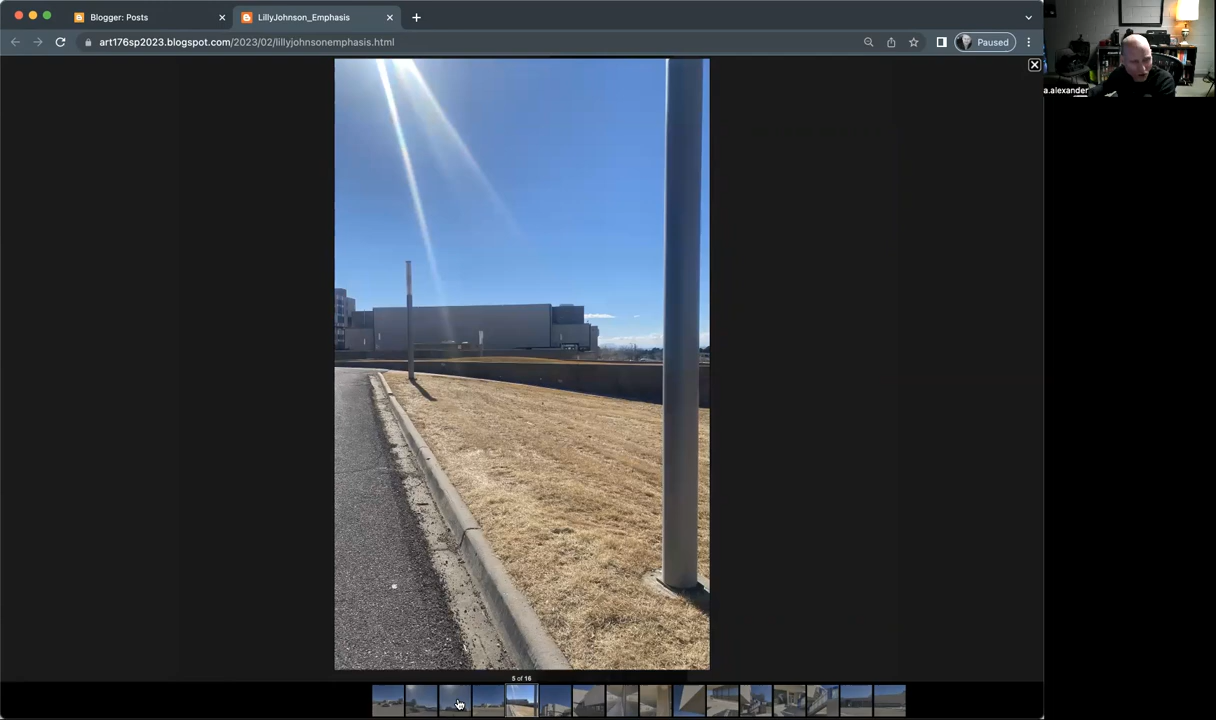 Blogger: Posts
LillyJohnson_Emphasis
art176sp2023.blogspot.com/2023/02/lillyjohnsonemphasis.html
Paused
a.alexander
5 of 16